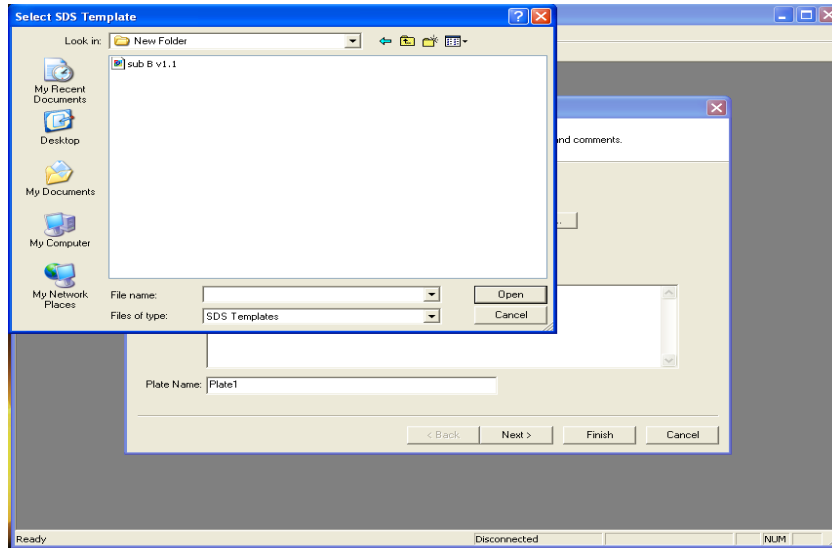 Select SDS Template
Look in: New Folder
sub B v1.1
My Recent
Documents
Desktop
My Documents
My Computer
My Network
Places
File name:
Open
Files of type: SDS Templates
Cancel
and comments.
Plate Name: Plate1
< Back
Next >
Finish
Cancel
Ready
Disconnected
NUM